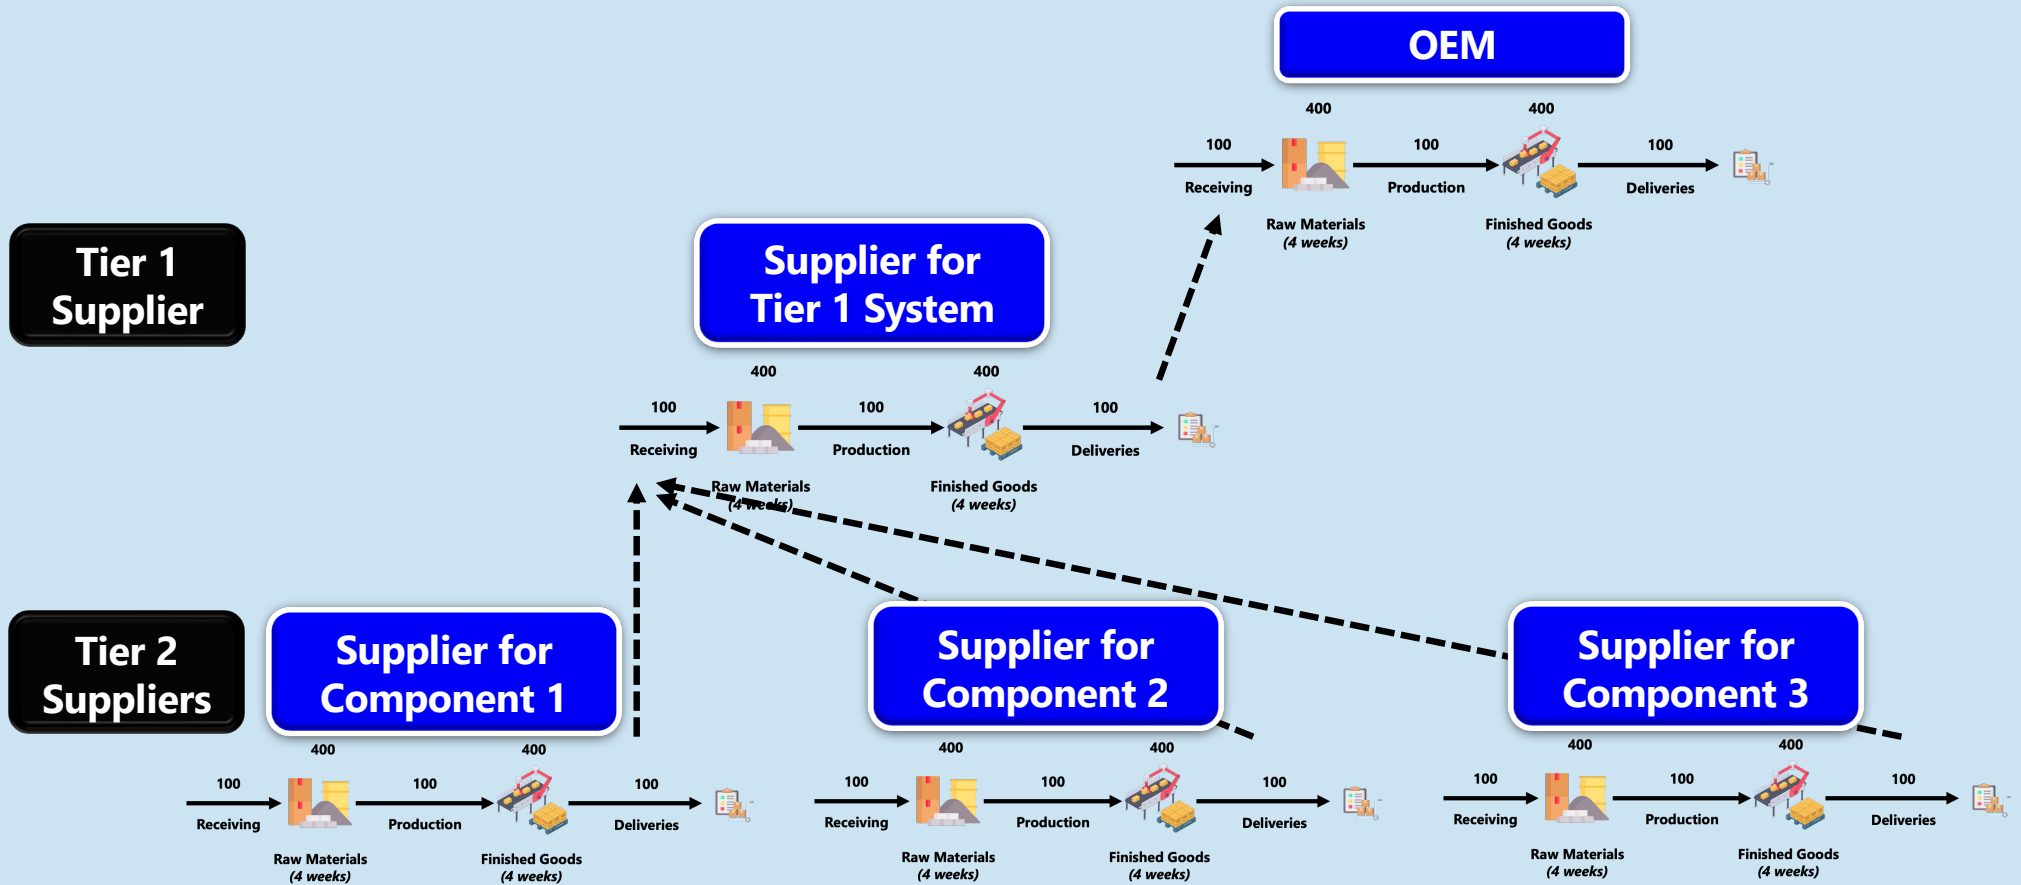 OEM
400
400
100
100
100
Receiving
Production
Deliveries
Raw Materials
(4 weeks)
Finished Goods
(4 weeks)
Tier 1
Supplier
Supplier for
Tier 1 System
400
400
100
100
100
Receiving
Production
Deliveries
Raw Materials
(4 weeks)
Finished Goods
(4 weeks)
Tier 2
Suppliers
Supplier for
Component 1
400
400
100
100
100
Receiving
Production
Deliveries
Raw Materials
(4 weeks)
Finished Goods
(4 weeks)
Supplier for
Component 2
400
400
100
100
100
Receiving
Production
Deliveries
Raw Materials
(4 weeks)
Finished Goods
(4 weeks)
Supplier for
Component 3
400
400
100
100
100
Receiving
Production
Deliveries
Raw Materials
(4 weeks)
Finished Goods
(4 weeks)